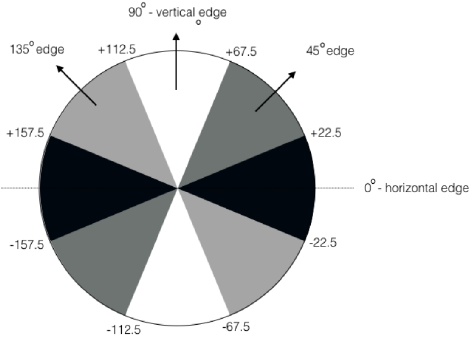 90° - vertical edge
o
135° edge
+112.5
+67.5
45° edge
+157.5
+22.5
0° - horizontal edge
-157.5
-22.5
-112.5
-67.5